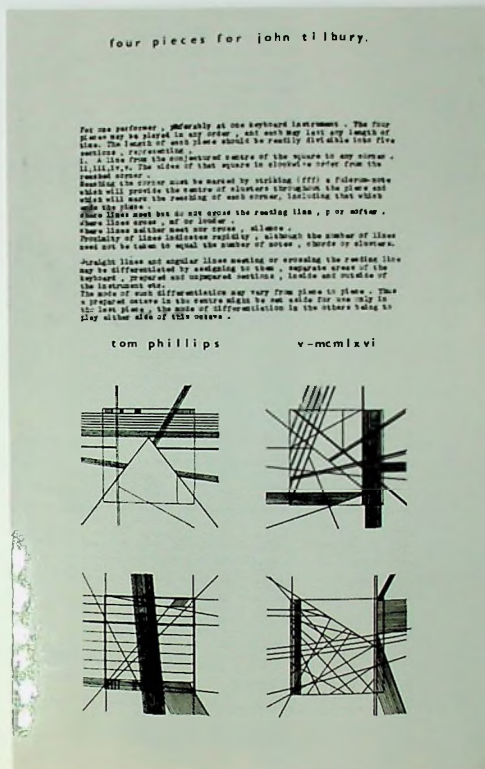 four pieces for john tilbury.
For one performer , preferably at one keyboard instrument . The four
pieces may be played in any order , and each may last any length of
time. The length of each piece should be readily divisible into five
sections , representing .
i. A line from the conjectured centre of the square to any corner .
ii,iii,iv,v. The sides of that square in clockwise order from the
reached corner .
Reaching the corner must be marked by striking (fff) a fulcrum-note
which will provide the centre of clusters throughout the piece and
which will mark the reaching of each corner, including that which
ends the piece .
Where lines meet but do not cross the reading line , p or softer .
Where lines cross , mf or louder .
Where lines neither meet nor cross , silence .
Proximity of lines indicates rapidity , although the number of lines
need not be taken to equal the number of notes , chords or clusters.
Straight lines and angular lines meeting or crossing the reading line
may be differentiated by assigning to them , separate areas of the
keyboard , prepared and unprepared sections , inside and outside of
the instrument etc.
The mode of such differentiation may vary from piece to piece . Thus
a prepared octave in the centre might be set aside for use only in
the last piece , the mode of differentiation in the others being to
play either side of this octave .
tom phillips
v-mcmlxvi